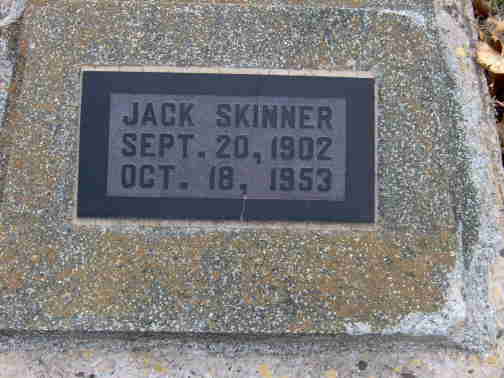 JACK SKINNER
SEPT. 20, 1902
OCT. 18, 1953